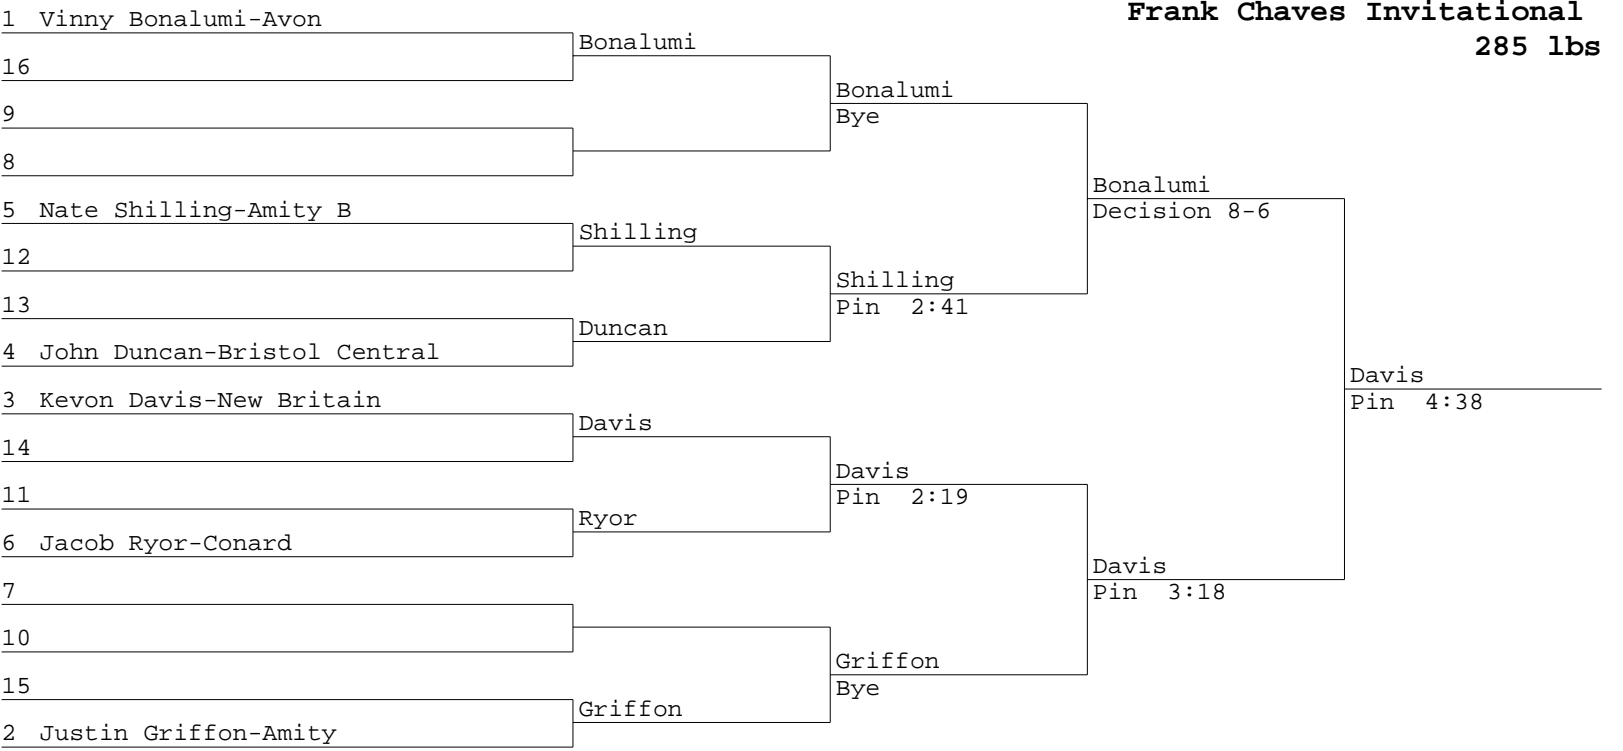 Frank Chaves Invitational
285 lbs
1 Vinny Bonalumi-Avon
16
9
8
5 Nate Shilling-Amity B
12
13
4 John Duncan-Bristol Central
3 Kevon Davis-New Britain
14
11
6 Jacob Ryor-Conard
7
10
15
2 Justin Griffon-Amity
Bonalumi
Shilling
Duncan
Davis
Ryor
Griffon
Bonalumi
Bye
Shilling
Pin 2:41
Davis
Pin 2:19
Griffon
Bye
Bonalumi
Decision 8-6
Davis
Pin 3:18
Davis
Pin 4:38